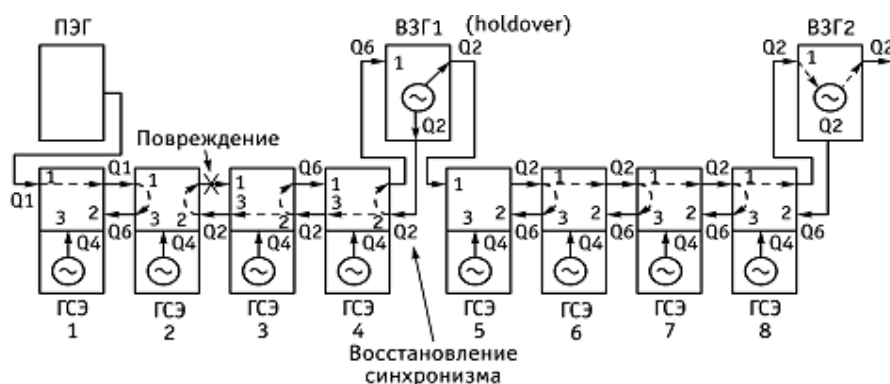 ПЭГ
ВЗГ1 (holdover)
ВЗГ2
Q6 1 Q2
Q2 1 Q2
Q2
Q2
Повреждение
Q1 1 3 2 Q1 Q6
1 3 2 Q2
1 3 2 Q6 Q2
1 3 2 Q2
1 3 2 Q2 Q6
1 3 2 Q2 Q6
1 3 2 Q2 Q6
1 3 2 Q6
Q4 Q4 Q4 Q4 Q4 Q4 Q4 Q4
ГСЭ ГСЭ ГСЭ ГСЭ ГСЭ ГСЭ ГСЭ ГСЭ
1 2 3 4 5 6 7 8
Восстановление
синхронизма